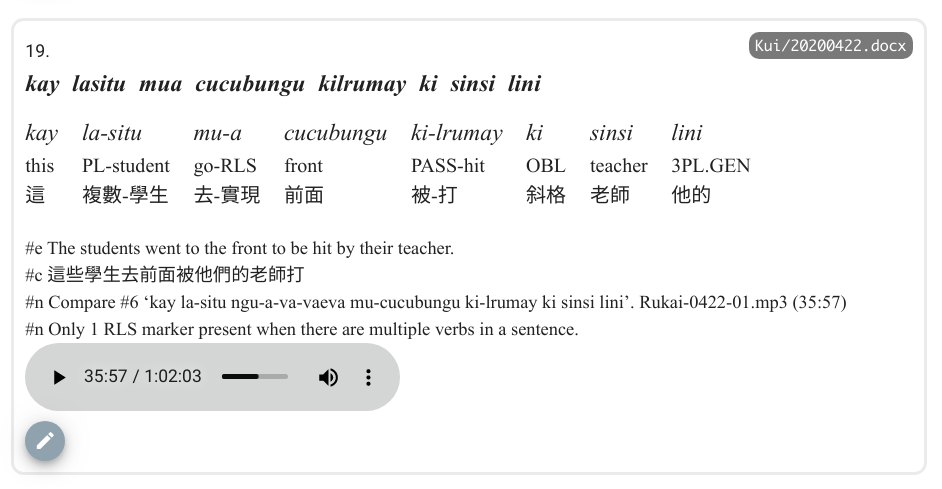 19.
Kui/20200422.docx
kay lasitu mua cucubungu kilrumay ki sinsi lini
kay la-situ mu-a cucubungu ki-lrumay ki sinsi lini
this PL-student go-RLS front PASS-hit OBL teacher 3PL.GEN
這 複數-學生 去-實現 前面 被-打 斜格 老師 他的
#e The students went to the front to be hit by their teacher.
#c 這些學生去前面被他們的老師打
#n Compare #6 ‘kay la-situ ngu-a-va-vaeva mu-cucubungu ki-lrumay ki sinsi lini’. Rukai-0422-01.mp3 (35:57)
#n Only 1 RLS marker present when there are multiple verbs in a sentence.
35:57 / 1:02:03